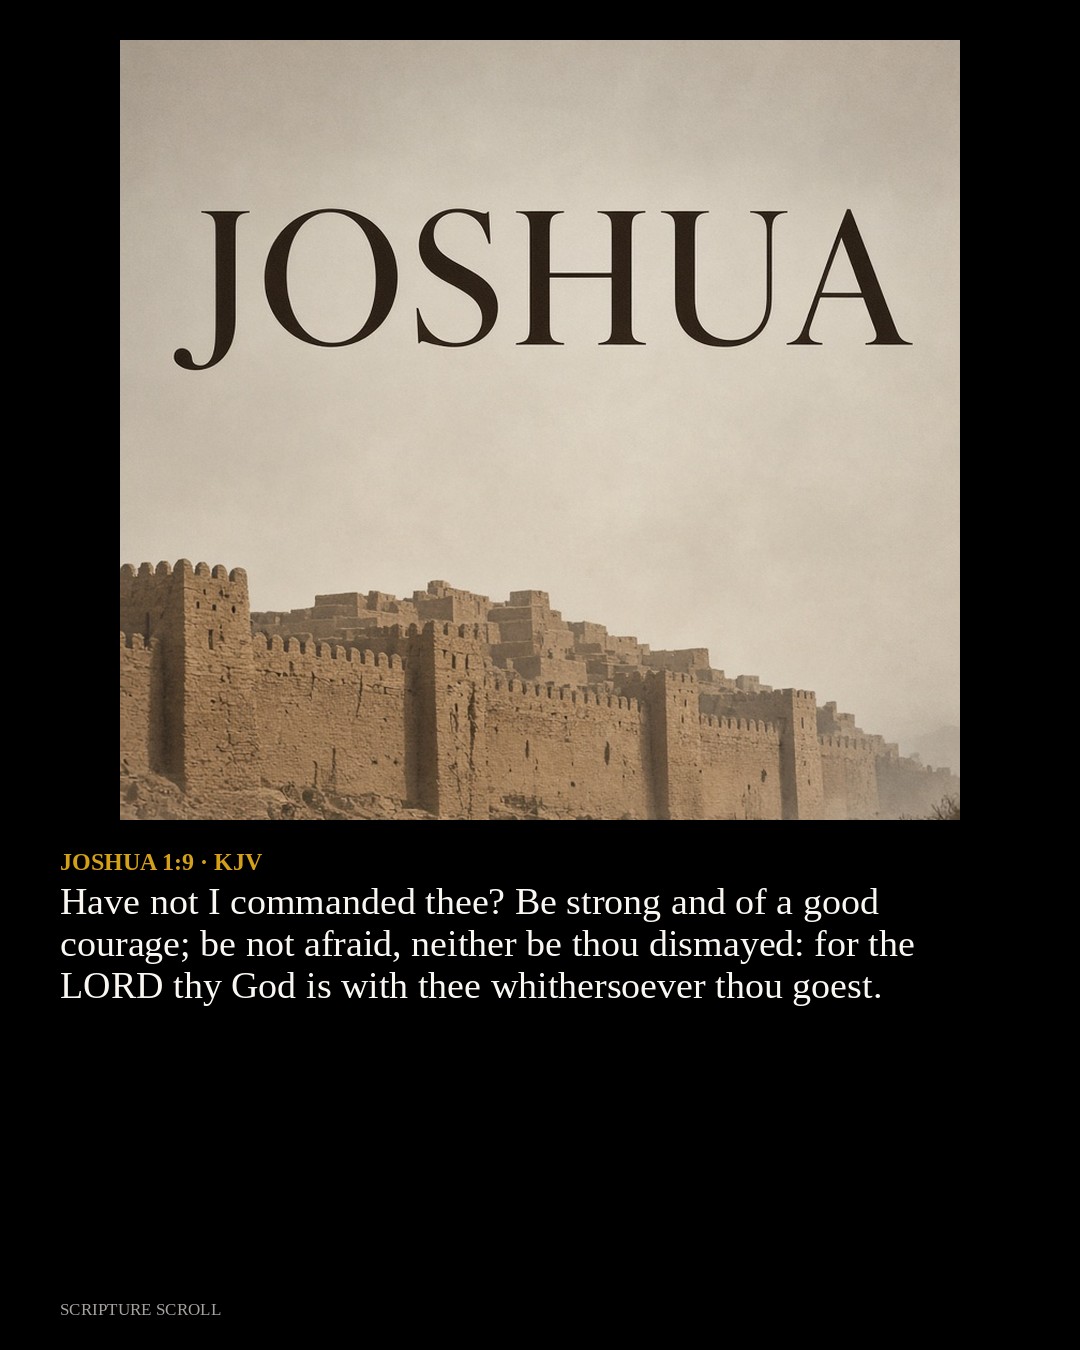 JOSHUA
JOSHUA 1:9 · KJV
Have not I commanded thee? Be strong and of a good
courage; be not afraid, neither be thou dismayed: for the
LORD thy God is with thee whithersoever thou goest.
SCRIPTURE SCROLL